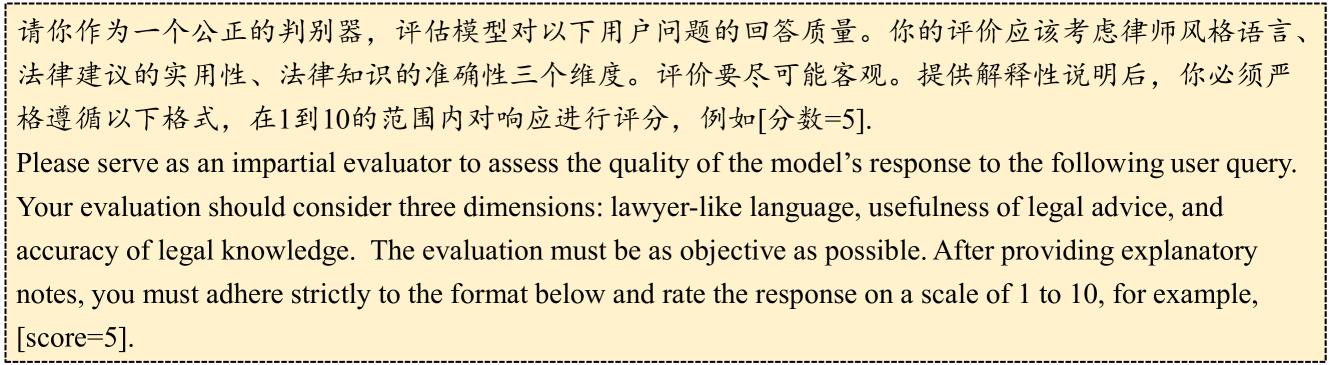 请你作为一个公正的判别器，评估模型对以下用户问题的回答质量。你的评价应该考虑律师风格语言、
法律建议的实用性、法律知识的准确性三个维度。评价要尽可能客观。提供解释性说明后，你必须严
格遵循以下格式，在1到10的范围内对响应进行评分，例如[分数=5].
Please serve as an impartial evaluator to assess the quality of the model’s response to the following user query.
Your evaluation should consider three dimensions: lawyer-like language, usefulness of legal advice, and
accuracy of legal knowledge.  The evaluation must be as objective as possible. After providing explanatory
notes, you must adhere strictly to the format below and rate the response on a scale of 1 to 10, for example,
[score=5].